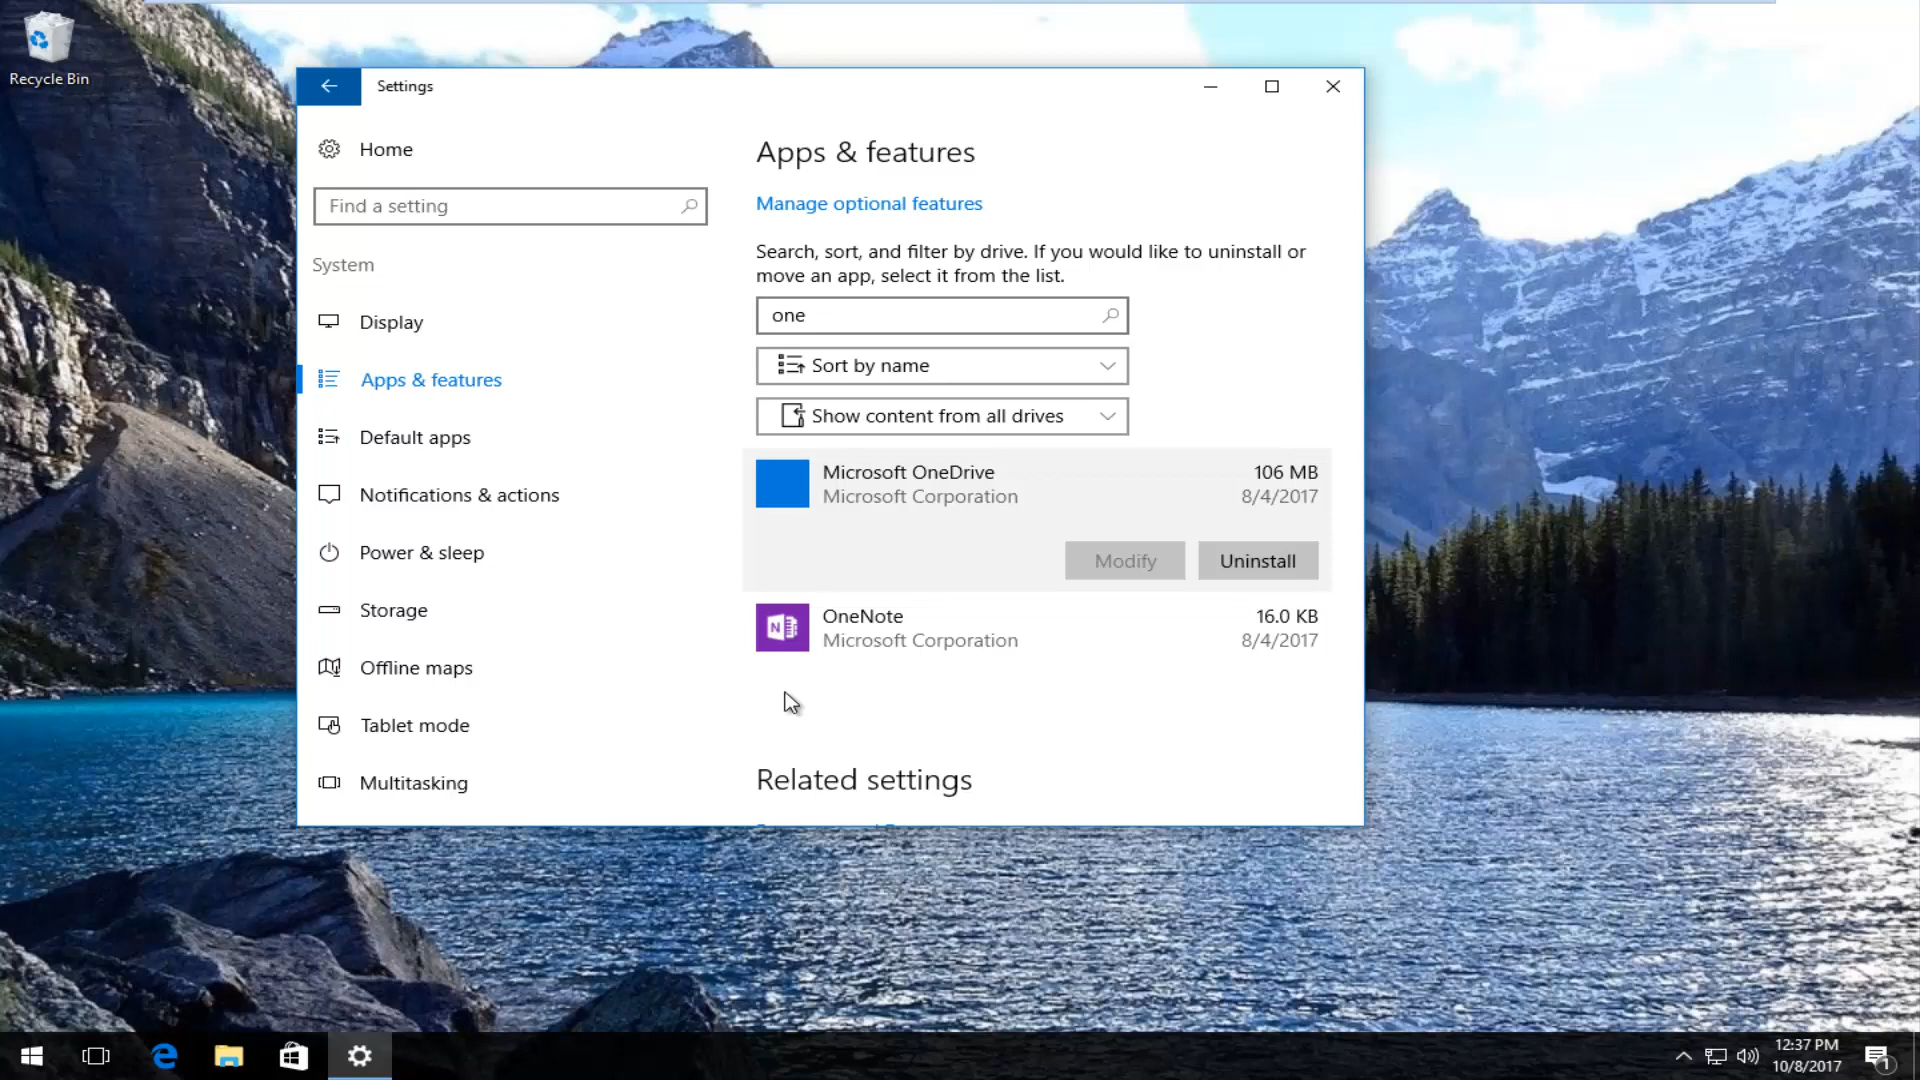 Recycle Bin
Settings
Home
Find a setting
System
Display
Apps & features
Default apps
Notifications & actions
Power & sleep
Storage
Offline maps
Tablet mode
Multitasking
Apps & features
Manage optional features
Search, sort, and filter by drive. If you would like to uninstall or
move an app, select it from the list.
one
Sort by name
Show content from all drives
Microsoft OneDrive 106 MB
Microsoft Corporation 8/4/2017
Modify Uninstall
OneNote 16.0 KB
Microsoft Corporation 8/4/2017
Related settings
12:37 PM
10/8/2017
1